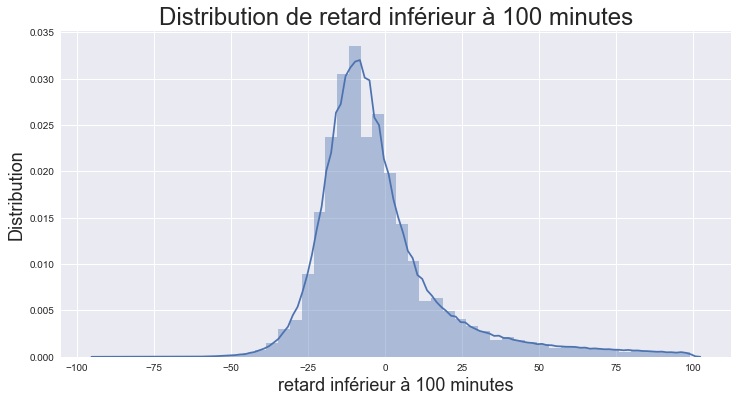 Distribution de retard inférieur à 100 minutes
0.035
0.030
0.025
0.020
0.015
0.010
0.005
0.000
Distribution
−100 −75 −50 −25 0 25 50 75 100
retard inférieur à 100 minutes